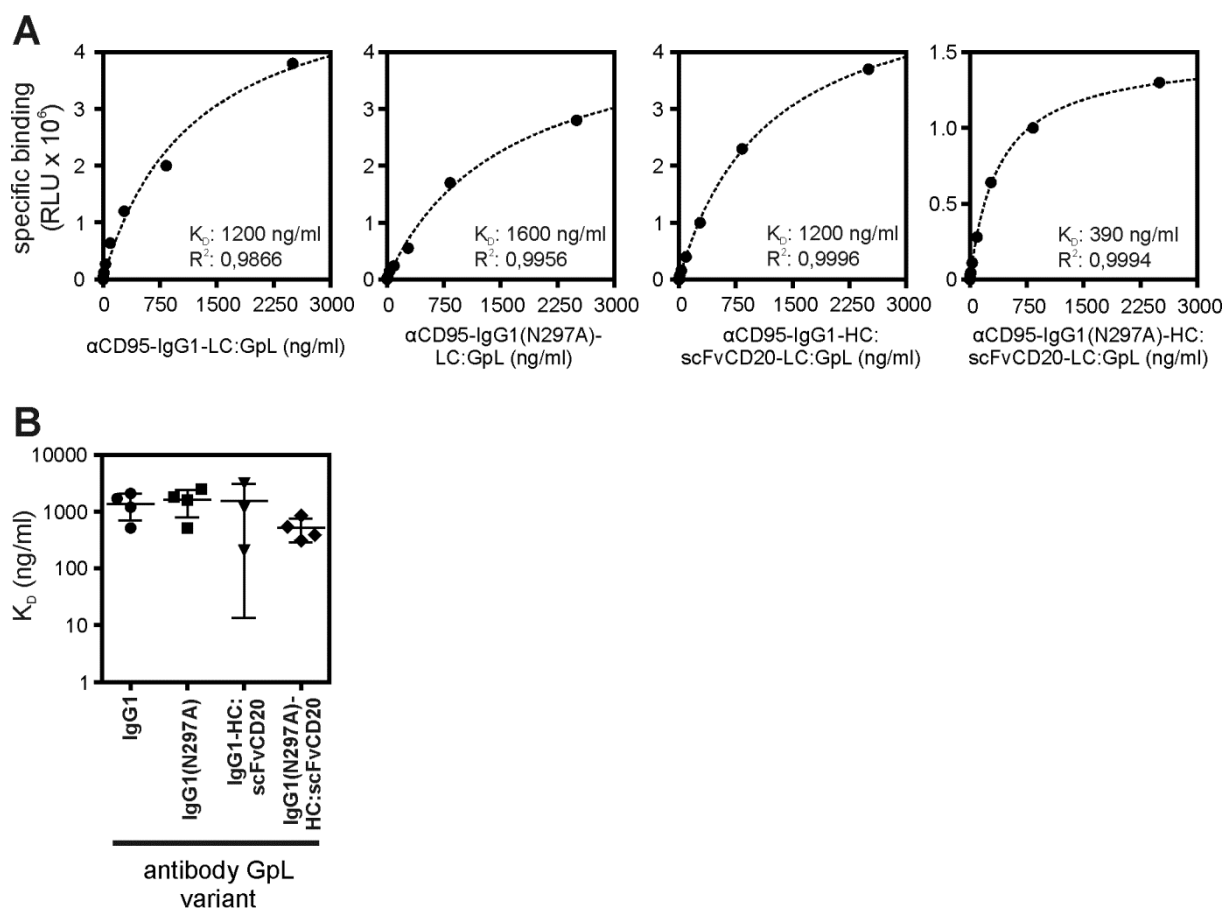 A
specific binding
(RLU x 10⁶)
4
3
2
1
0
K_D: 1200 ng/ml
R²: 0,9866
0 750 1500 2250 3000
αCD95-IgG1-LC:GpL (ng/ml)
4
3
2
1
0
K_D: 1600 ng/ml
R²: 0,9956
0 750 1500 2250 3000
αCD95-IgG1(N297A)-
LC:GpL (ng/ml)
4
3
2
1
0
K_D: 1200 ng/ml
R²: 0,9996
0 750 1500 2250 3000
αCD95-IgG1-HC:
scFvCD20-LC:GpL (ng/ml)
1.5
1.0
0.5
0
K_D: 390 ng/ml
R²: 0,9994
0 750 1500 2250 3000
αCD95-IgG1(N297A)-HC:
scFvCD20-LC:GpL (ng/ml)
B
K_D (ng/ml)
10000
1000
100
10
1
IgG1
IgG1(N297A)
IgG1-HC:
scFvCD20
IgG1(N297A)-
HC:scFvCD20
antibody GpL
variant